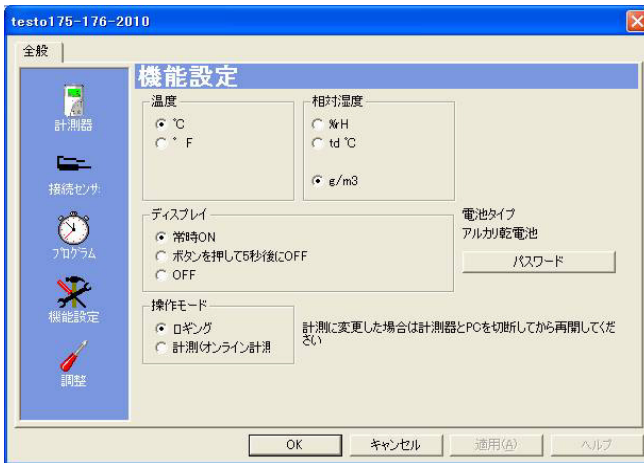 testo175-176-2010
全般
計測器
接続センサ
プログラム
機能設定
調整
機能設定
温度
℃
° F
相対湿度
%rH
td ℃
g/m3
ディスプレイ
常時ON
ボタンを押して5秒後にOFF
OFF
電池タイプ
アルカリ乾電池
パスワード
操作モード
ロギング
計測(オンライン計測
計測に変更した場合は計測器とPCを切断してから再開してくだ
さい
OK
キャンセル
適用(A)
ヘルプ